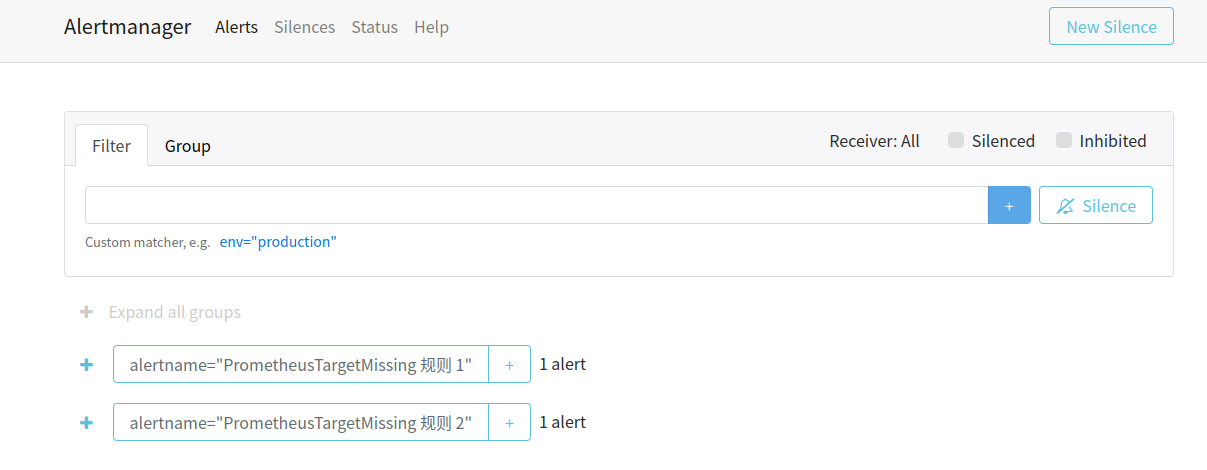 Alertmanager Alerts Silences Status Help New Silence
Filter Group Receiver: All Silenced Inhibited
+ Silence
Custom matcher, e.g. env="production"
+ Expand all groups
+ alertname="PrometheusTargetMissing 规则 1" + 1 alert
+ alertname="PrometheusTargetMissing 规则 2" + 1 alert